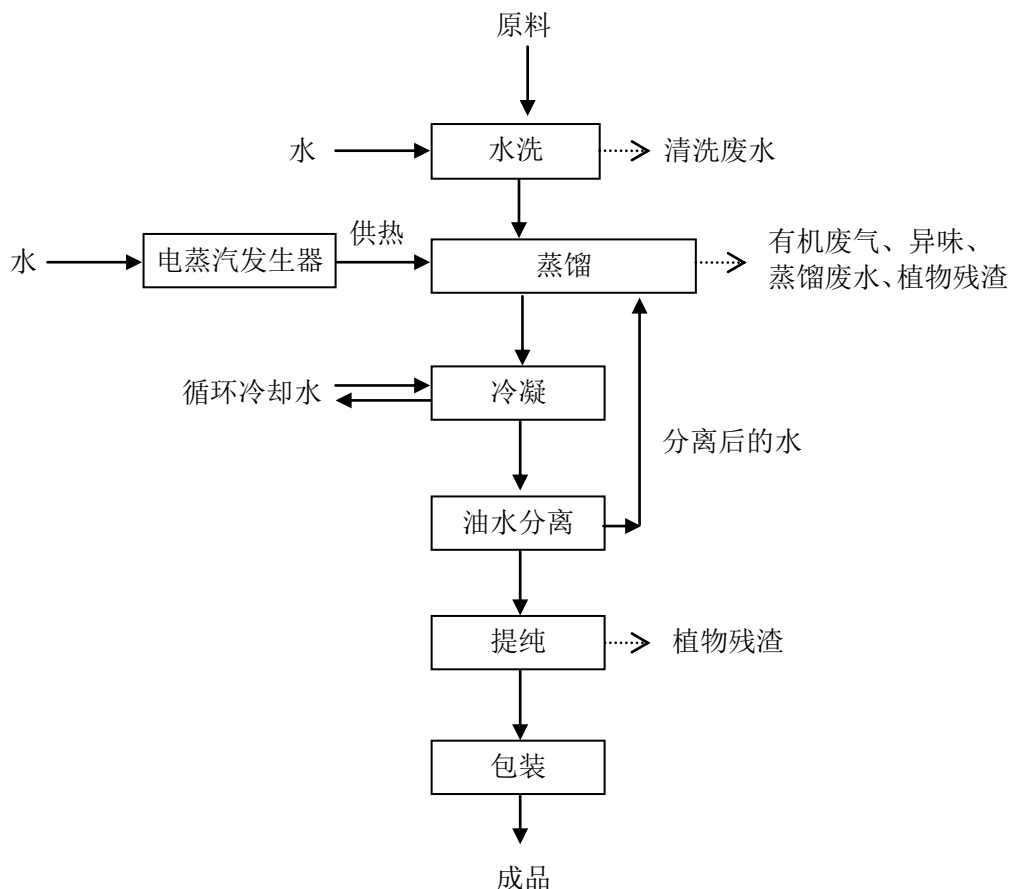 原料
水
水洗
清洗废水
供热
水
电蒸汽发生器
蒸馏
有机废气、异味、
蒸馏废水、植物残渣
循环冷却水
冷凝
分离后的水
油水分离
提纯
植物残渣
包装
成品